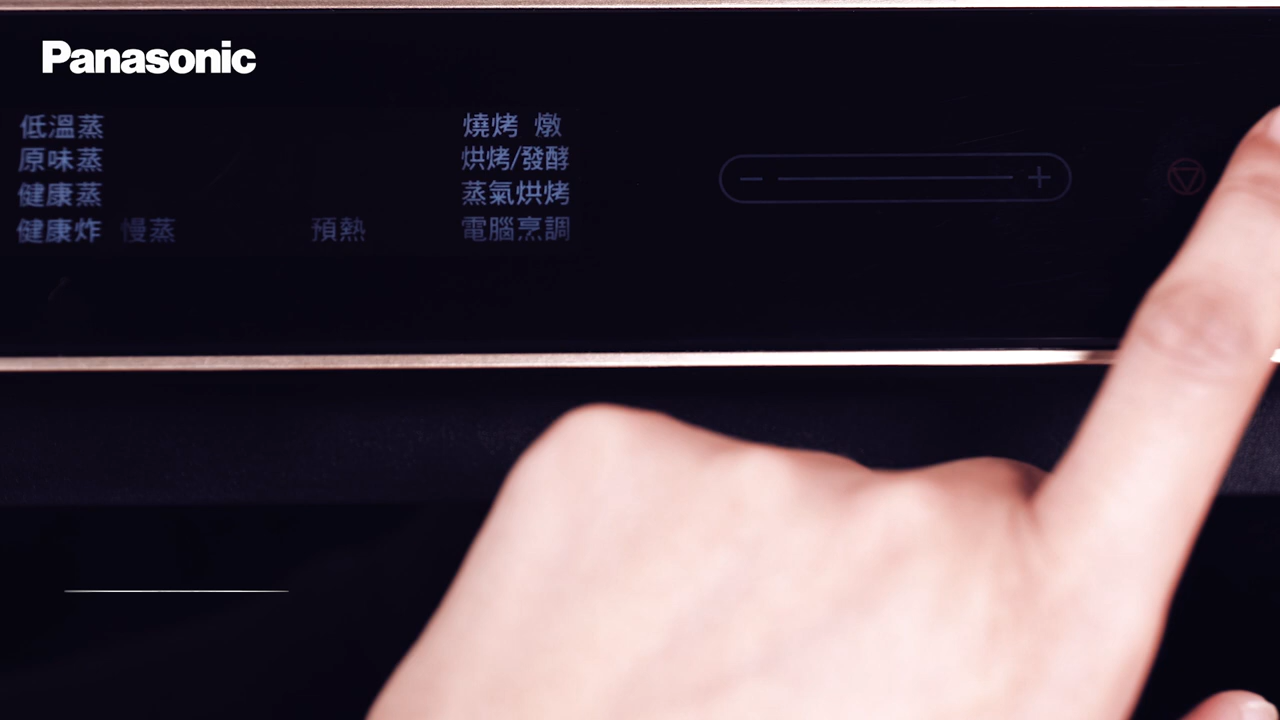 Panasonic
低溫蒸
原味蒸
健康蒸
健康炸 慢蒸 預熱
燒烤 燉
烘烤/發酵
蒸氣烘烤
電腦烹調